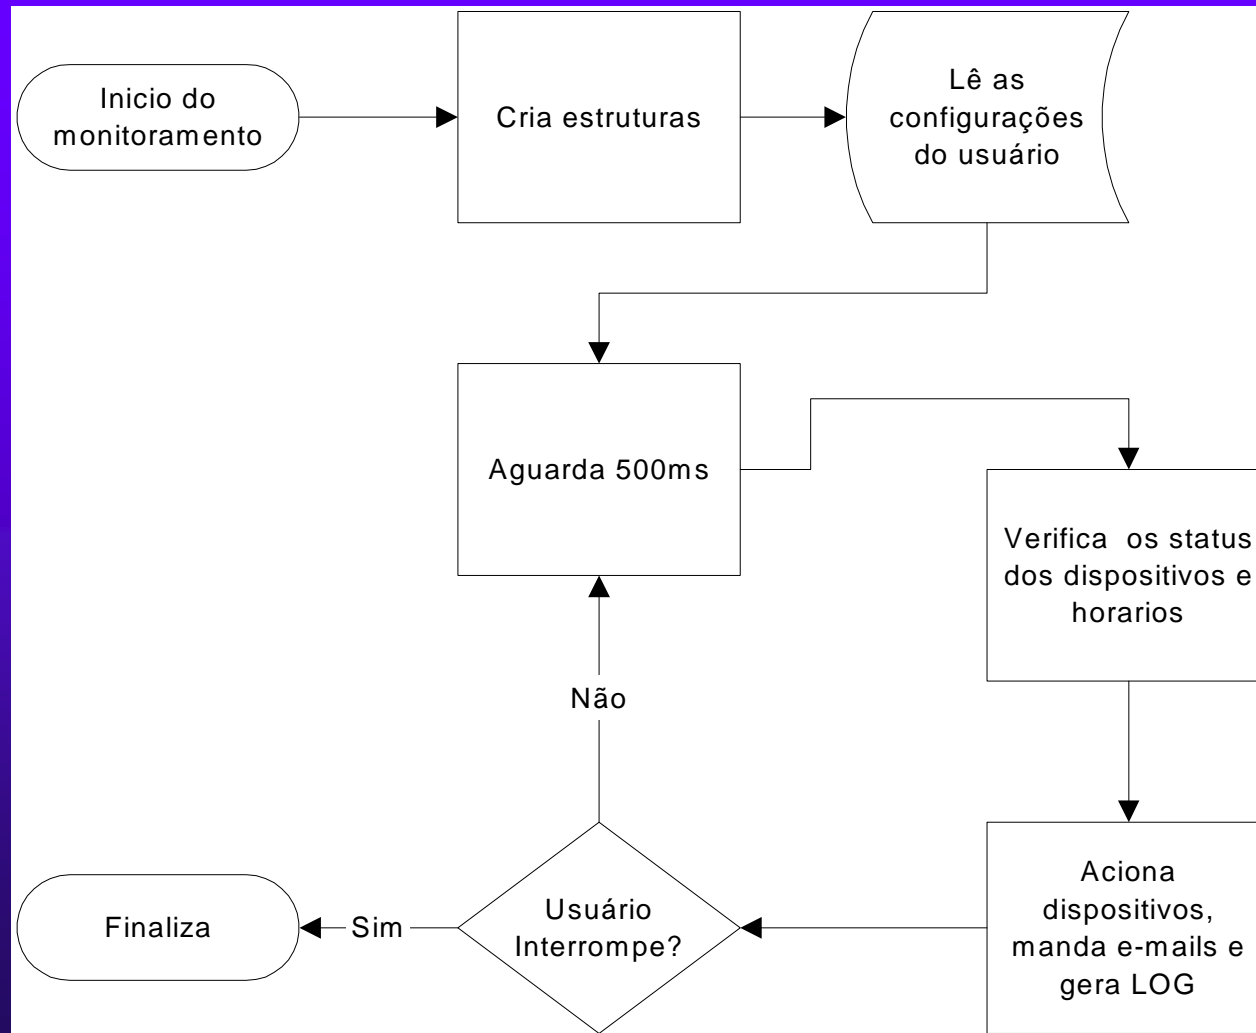 Inicio do
monitoramento
Cria estruturas
Lê as
configurações
do usuário
Aguarda 500ms
Verifica os status
dos dispositivos e
horarios
Não
Aciona
dispositivos,
manda e-mails e
gera LOG
Usuário
Interrompe?
Sim
Finaliza